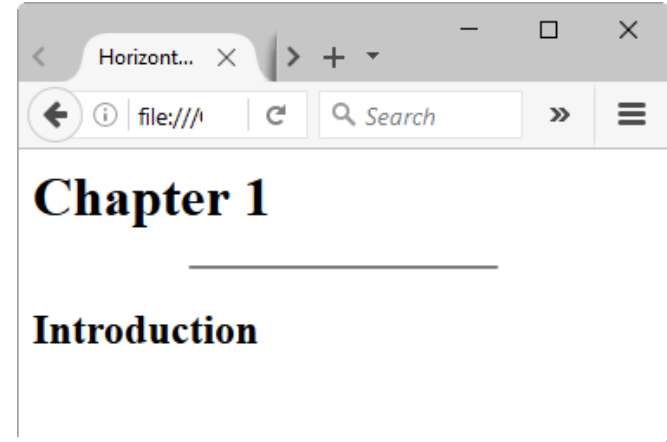 Horizont...
file:///
Search
Chapter 1
Introduction